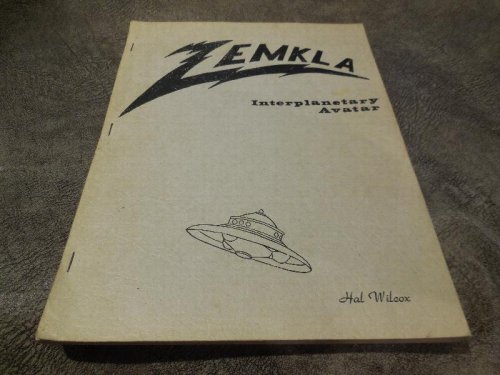 ZEMKLA
Interplanetary
Avatar
Hal Wilcox